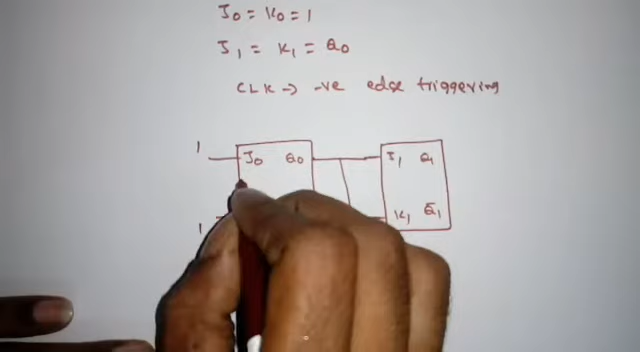 J0 = K0 = 1
J1 = K1 = Q0
CLK → -ve edge triggering
1 J0 Q0 J1 Q1
1 K1 Q̄1